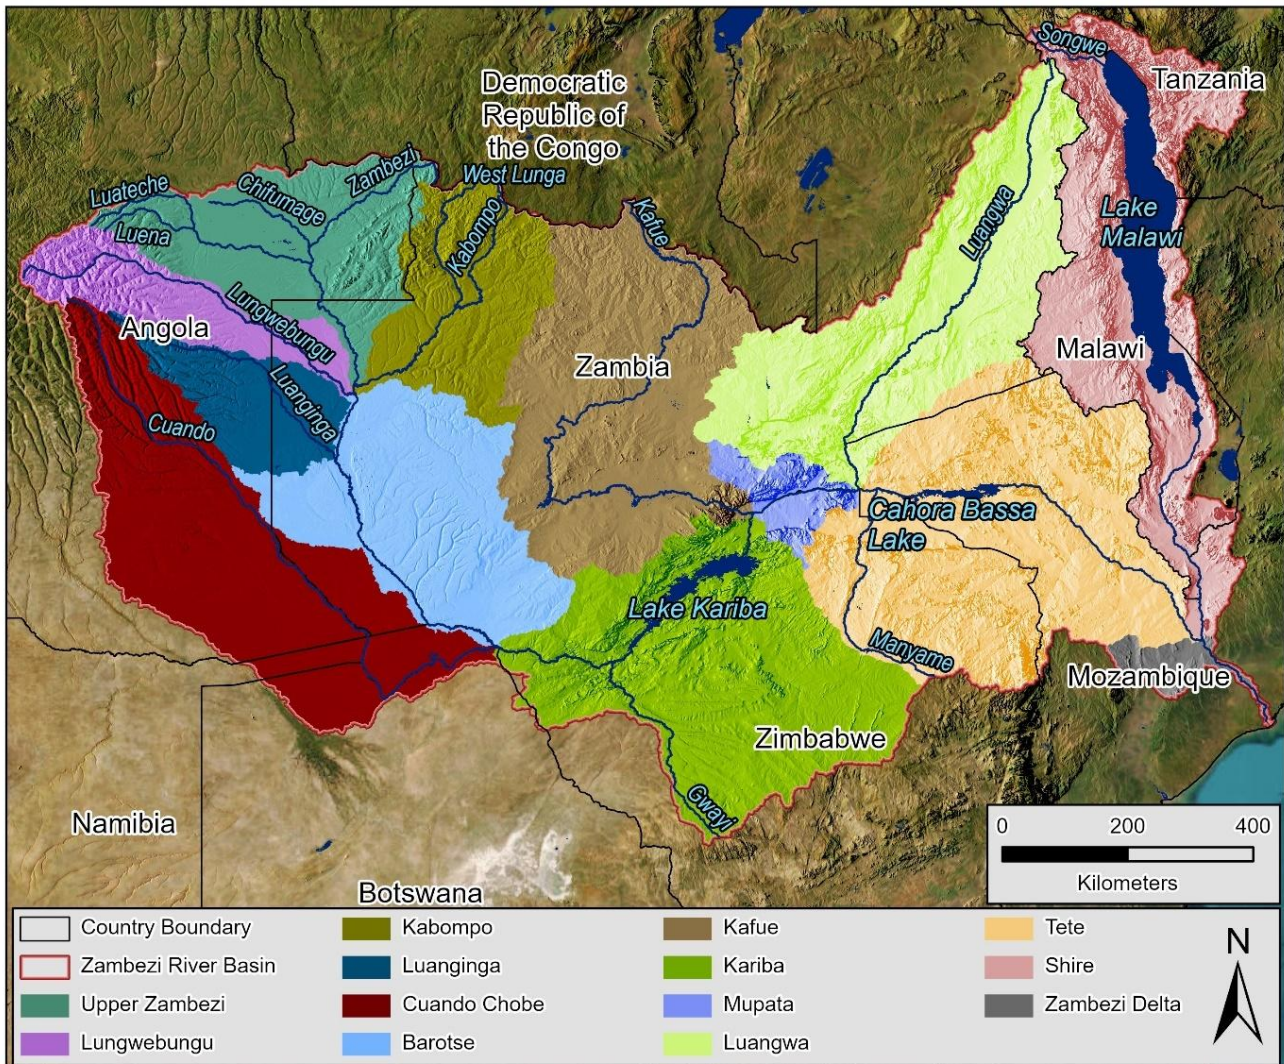 Songwe
Tanzania
Democratic
Republic of
the Congo
Zambezi
West Lunga
Luateche
Chifumage
Kabompo
Kafue
Luangwa
Lake
Malawi
Luena
Lungwebungu
Angola
Zambia
Malawi
Luanginga
Cuando
Cahora Bassa
Lake
Lake Kariba
Manyame
Mozambique
Zimbabwe
Gwayi
Namibia
Botswana
0 200 400
Kilometers
Country Boundary
Kabompo
Kafue
Tete
Zambezi River Basin
Luanginga
Kariba
Shire
Upper Zambezi
Cuando Chobe
Mupata
Zambezi Delta
Lungwebungu
Barotse
Luangwa
N